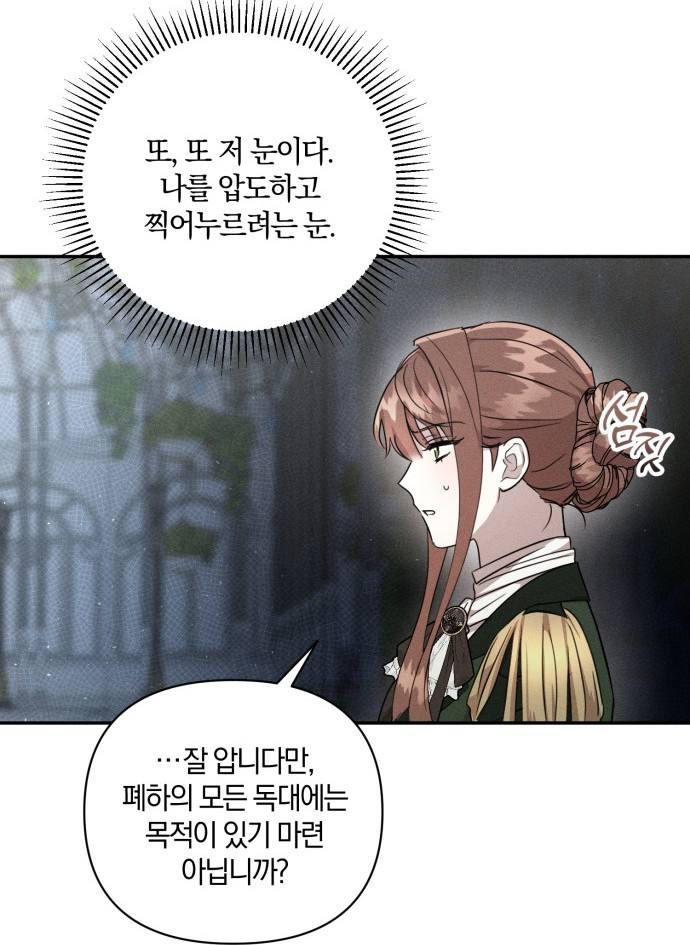 또, 또 저 눈이다.
나를 압도하고
찍어누르려는 눈.
섬짓
…잘 압니다만,
폐하의 모든 독대에는
목적이 있기 마련
아닙니까?